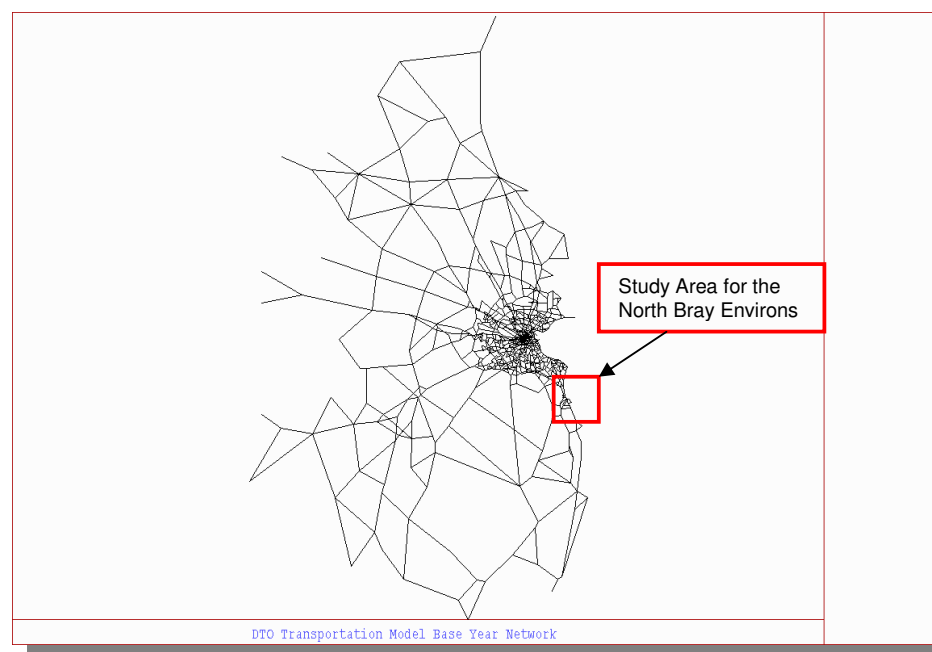 Study Area for the
North Bray Environs
DTO Transportation Model Base Year Network